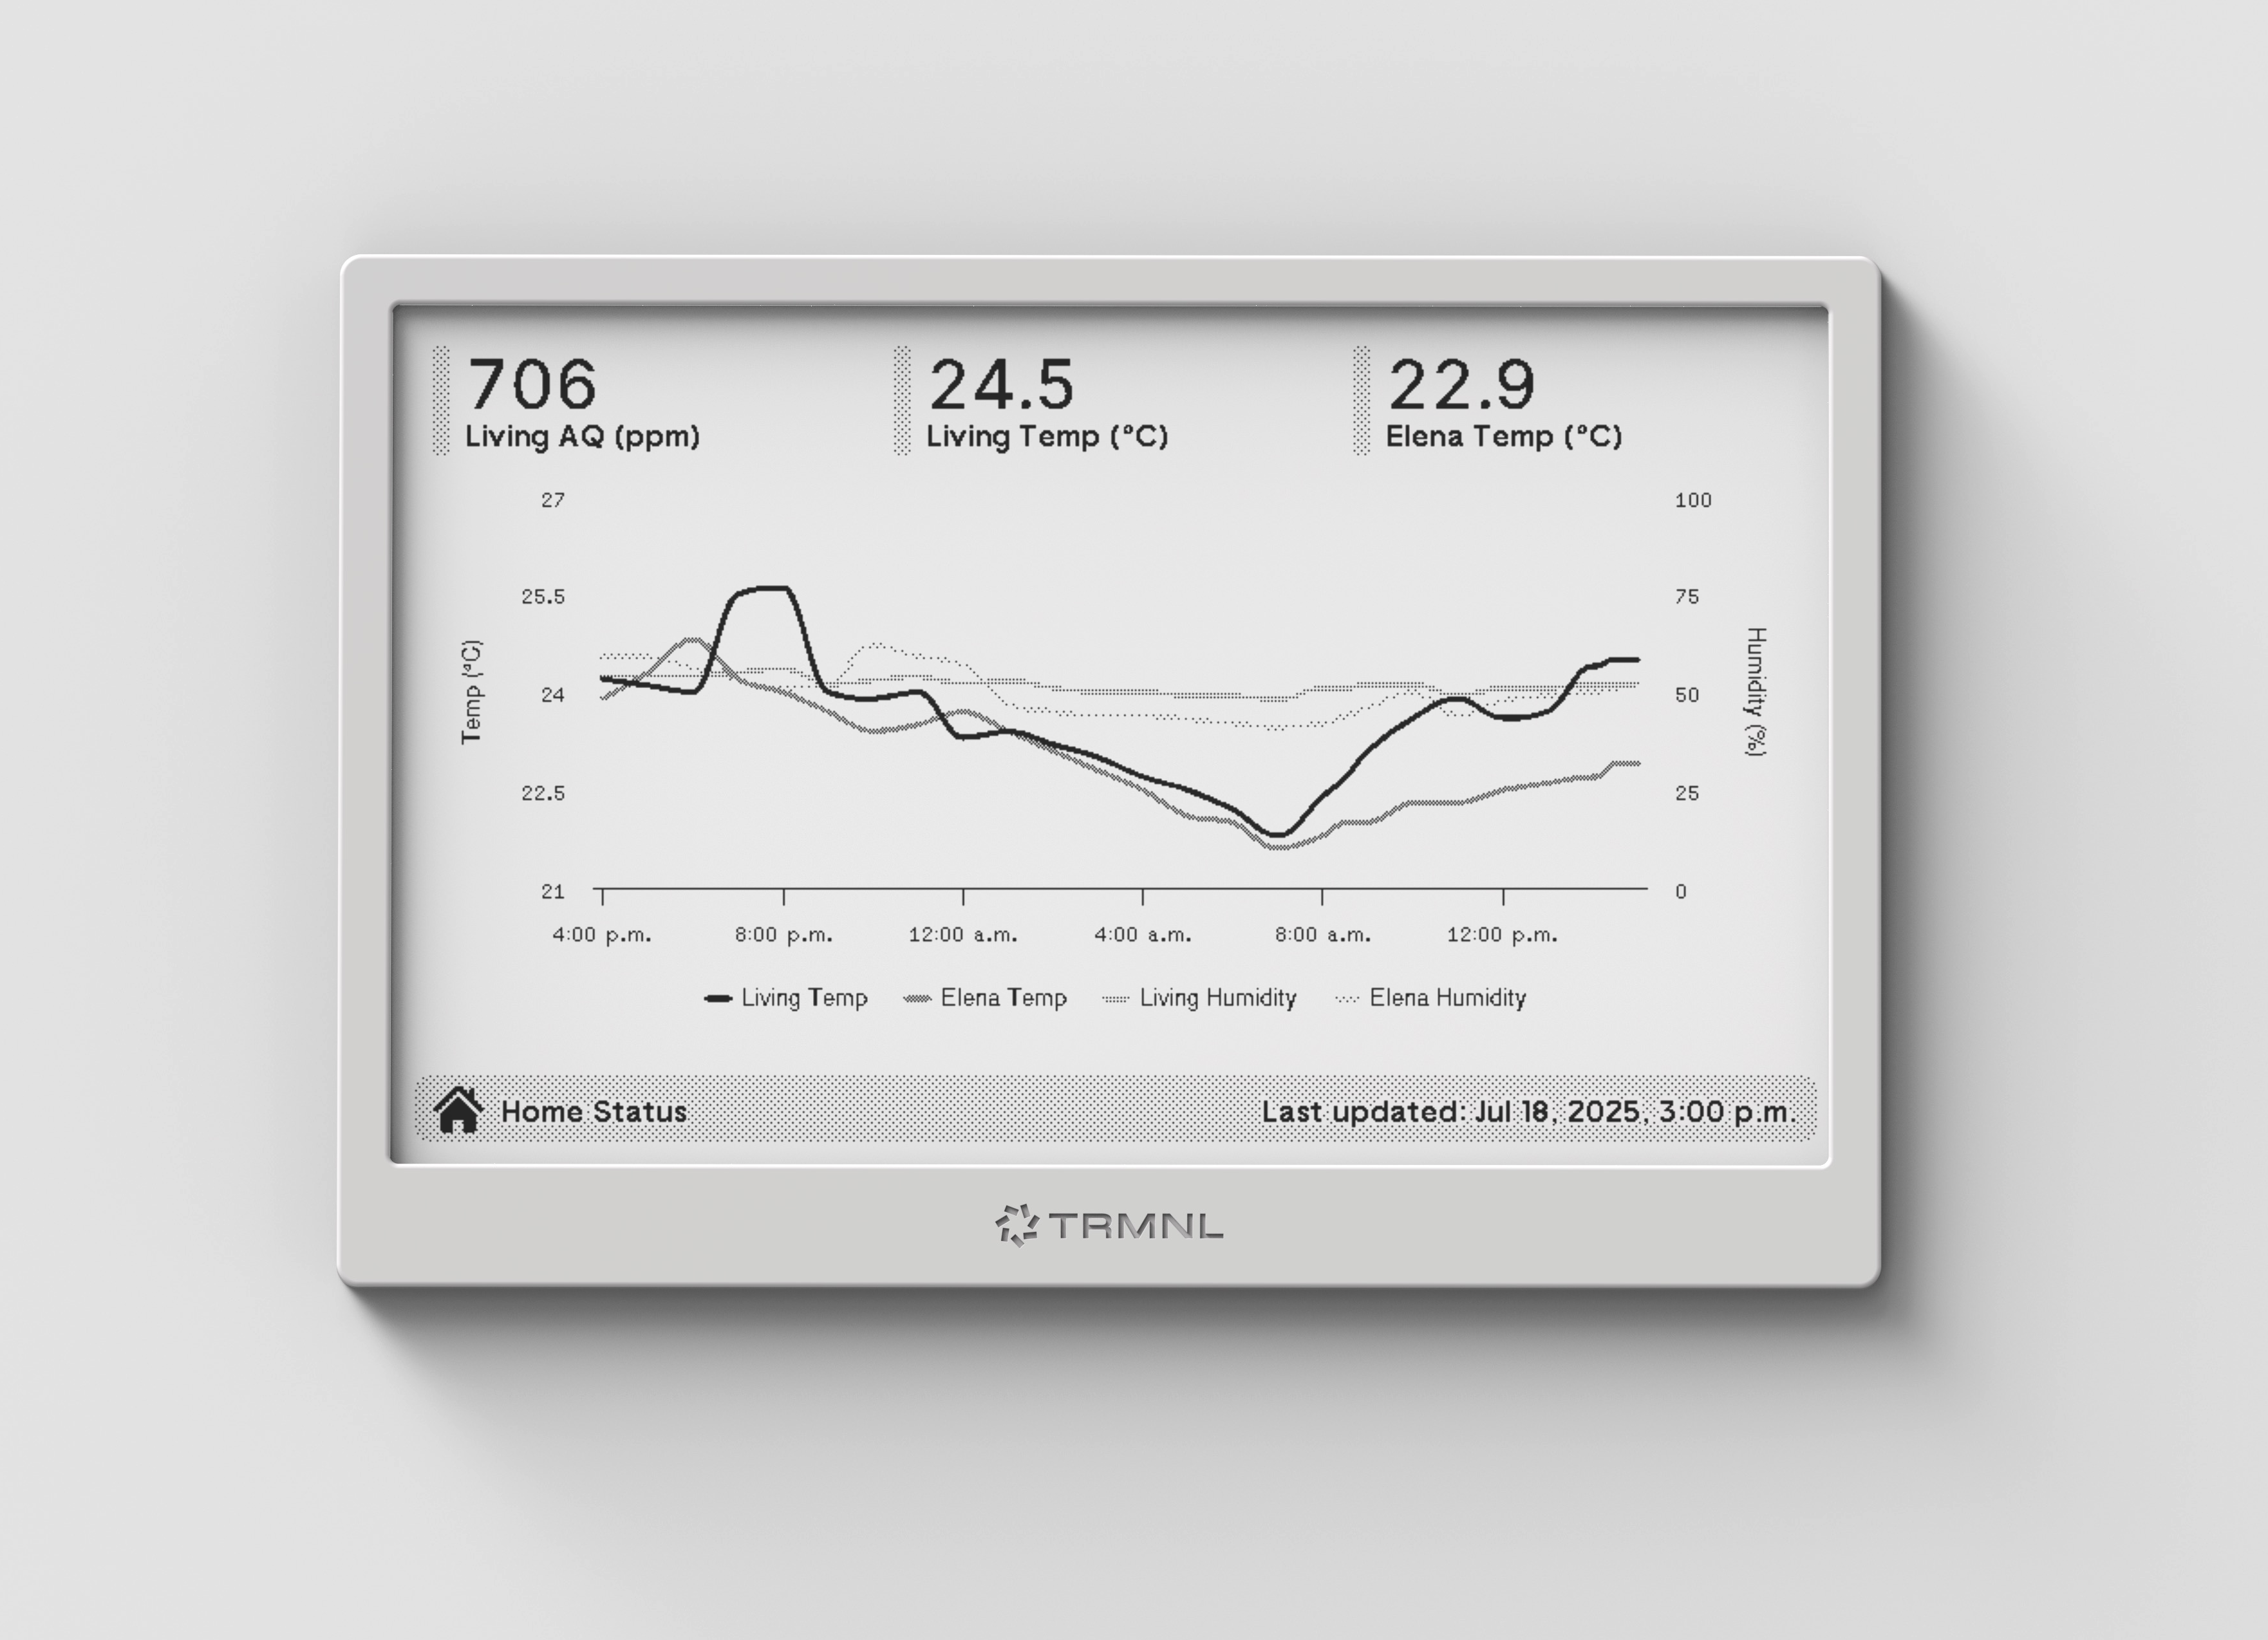 706
Living AQ (ppm)
24.5
Living Temp (°C)
22.9
Elena Temp (°C)
27
25.5
24
22.5
21
Temp (°C)
100
75
50
25
0
Humidity (%)
4:00 p.m.
8:00 p.m.
12:00 a.m.
4:00 a.m.
8:00 a.m.
12:00 p.m.
Living Temp
Elena Temp
Living Humidity
Elena Humidity
Home Status
Last updated: Jul 18, 2025, 3:00 p.m.
TRMNL